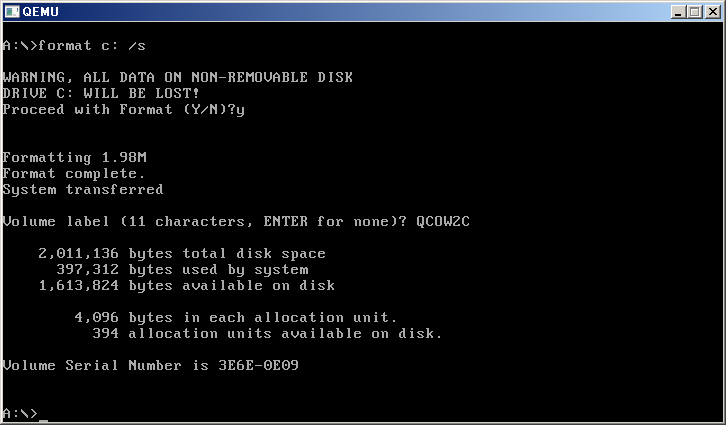 QEMU
A:\>format c: /s
WARNING, ALL DATA ON NON-REMOVABLE DISK
DRIVE C: WILL BE LOST!
Proceed with Format (Y/N)?y
Formatting 1.98M
Format complete.
System transferred
Volume label (11 characters, ENTER for none)? QCOW2C
2,011,136 bytes total disk space
397,312 bytes used by system
1,613,824 bytes available on disk
4,096 bytes in each allocation unit.
394 allocation units available on disk.
Volume Serial Number is 3E6E-0E09
A:\>_